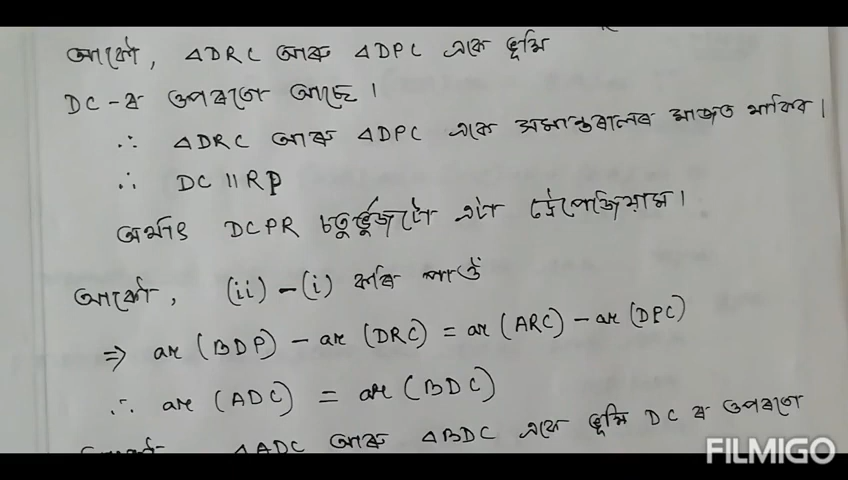 আকৌ, ΔDRC আৰু ΔDPC একে ভূমি
DC-ৰ ওপৰতে আছে।
∴ ΔDRC আৰু ΔDPC একে সমান্তৰালৰ মাজত থাকিব।
∴ DC || RP
অৰ্থাৎ DCPR চতুৰ্ভূজটো এটা ট্ৰেপেজিয়াম।
আকৌ, (ii) - (i) কৰি পাওঁ
⇒ ar (BDP) - ar (DRC) = ar (ARC) - ar (DPC)
∴ ar (ADC) = ar (BDC)
ΔADC আৰু ΔBDC একে ভূমি DC ৰ ওপৰতে
FILMIGO